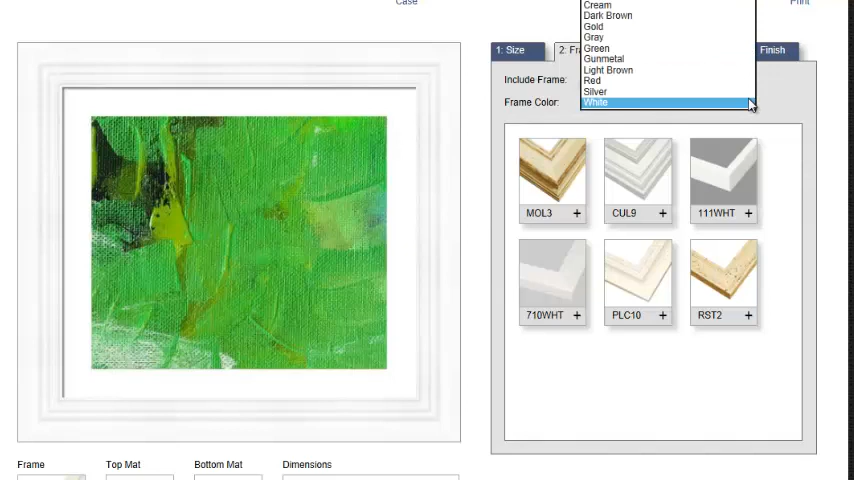 Case
Print
Cream
Dark Brown
Gold
Gray
Green
Gunmetal
Light Brown
Red
Silver
White
1: Size
2: Fra
Finish
Include Frame:
Frame Color:
MOL3 +
CUL9 +
111WHT +
710WHT +
PLC10 +
RST2 +
Frame
Top Mat
Bottom Mat
Dimensions